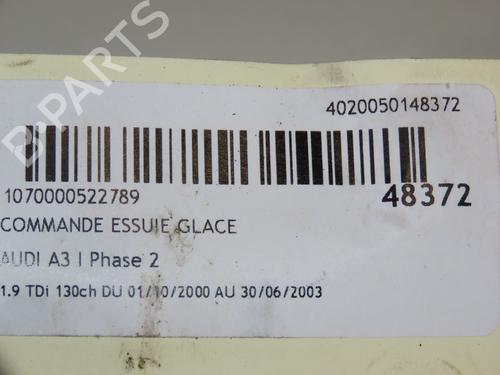 4020050148372
1070000522789
48372
COMMANDE ESSUIE GLACE
AUDI A3 I Phase 2
1.9 TDi 130ch DU 01/10/2000 AU 30/06/2003
B-PARTS